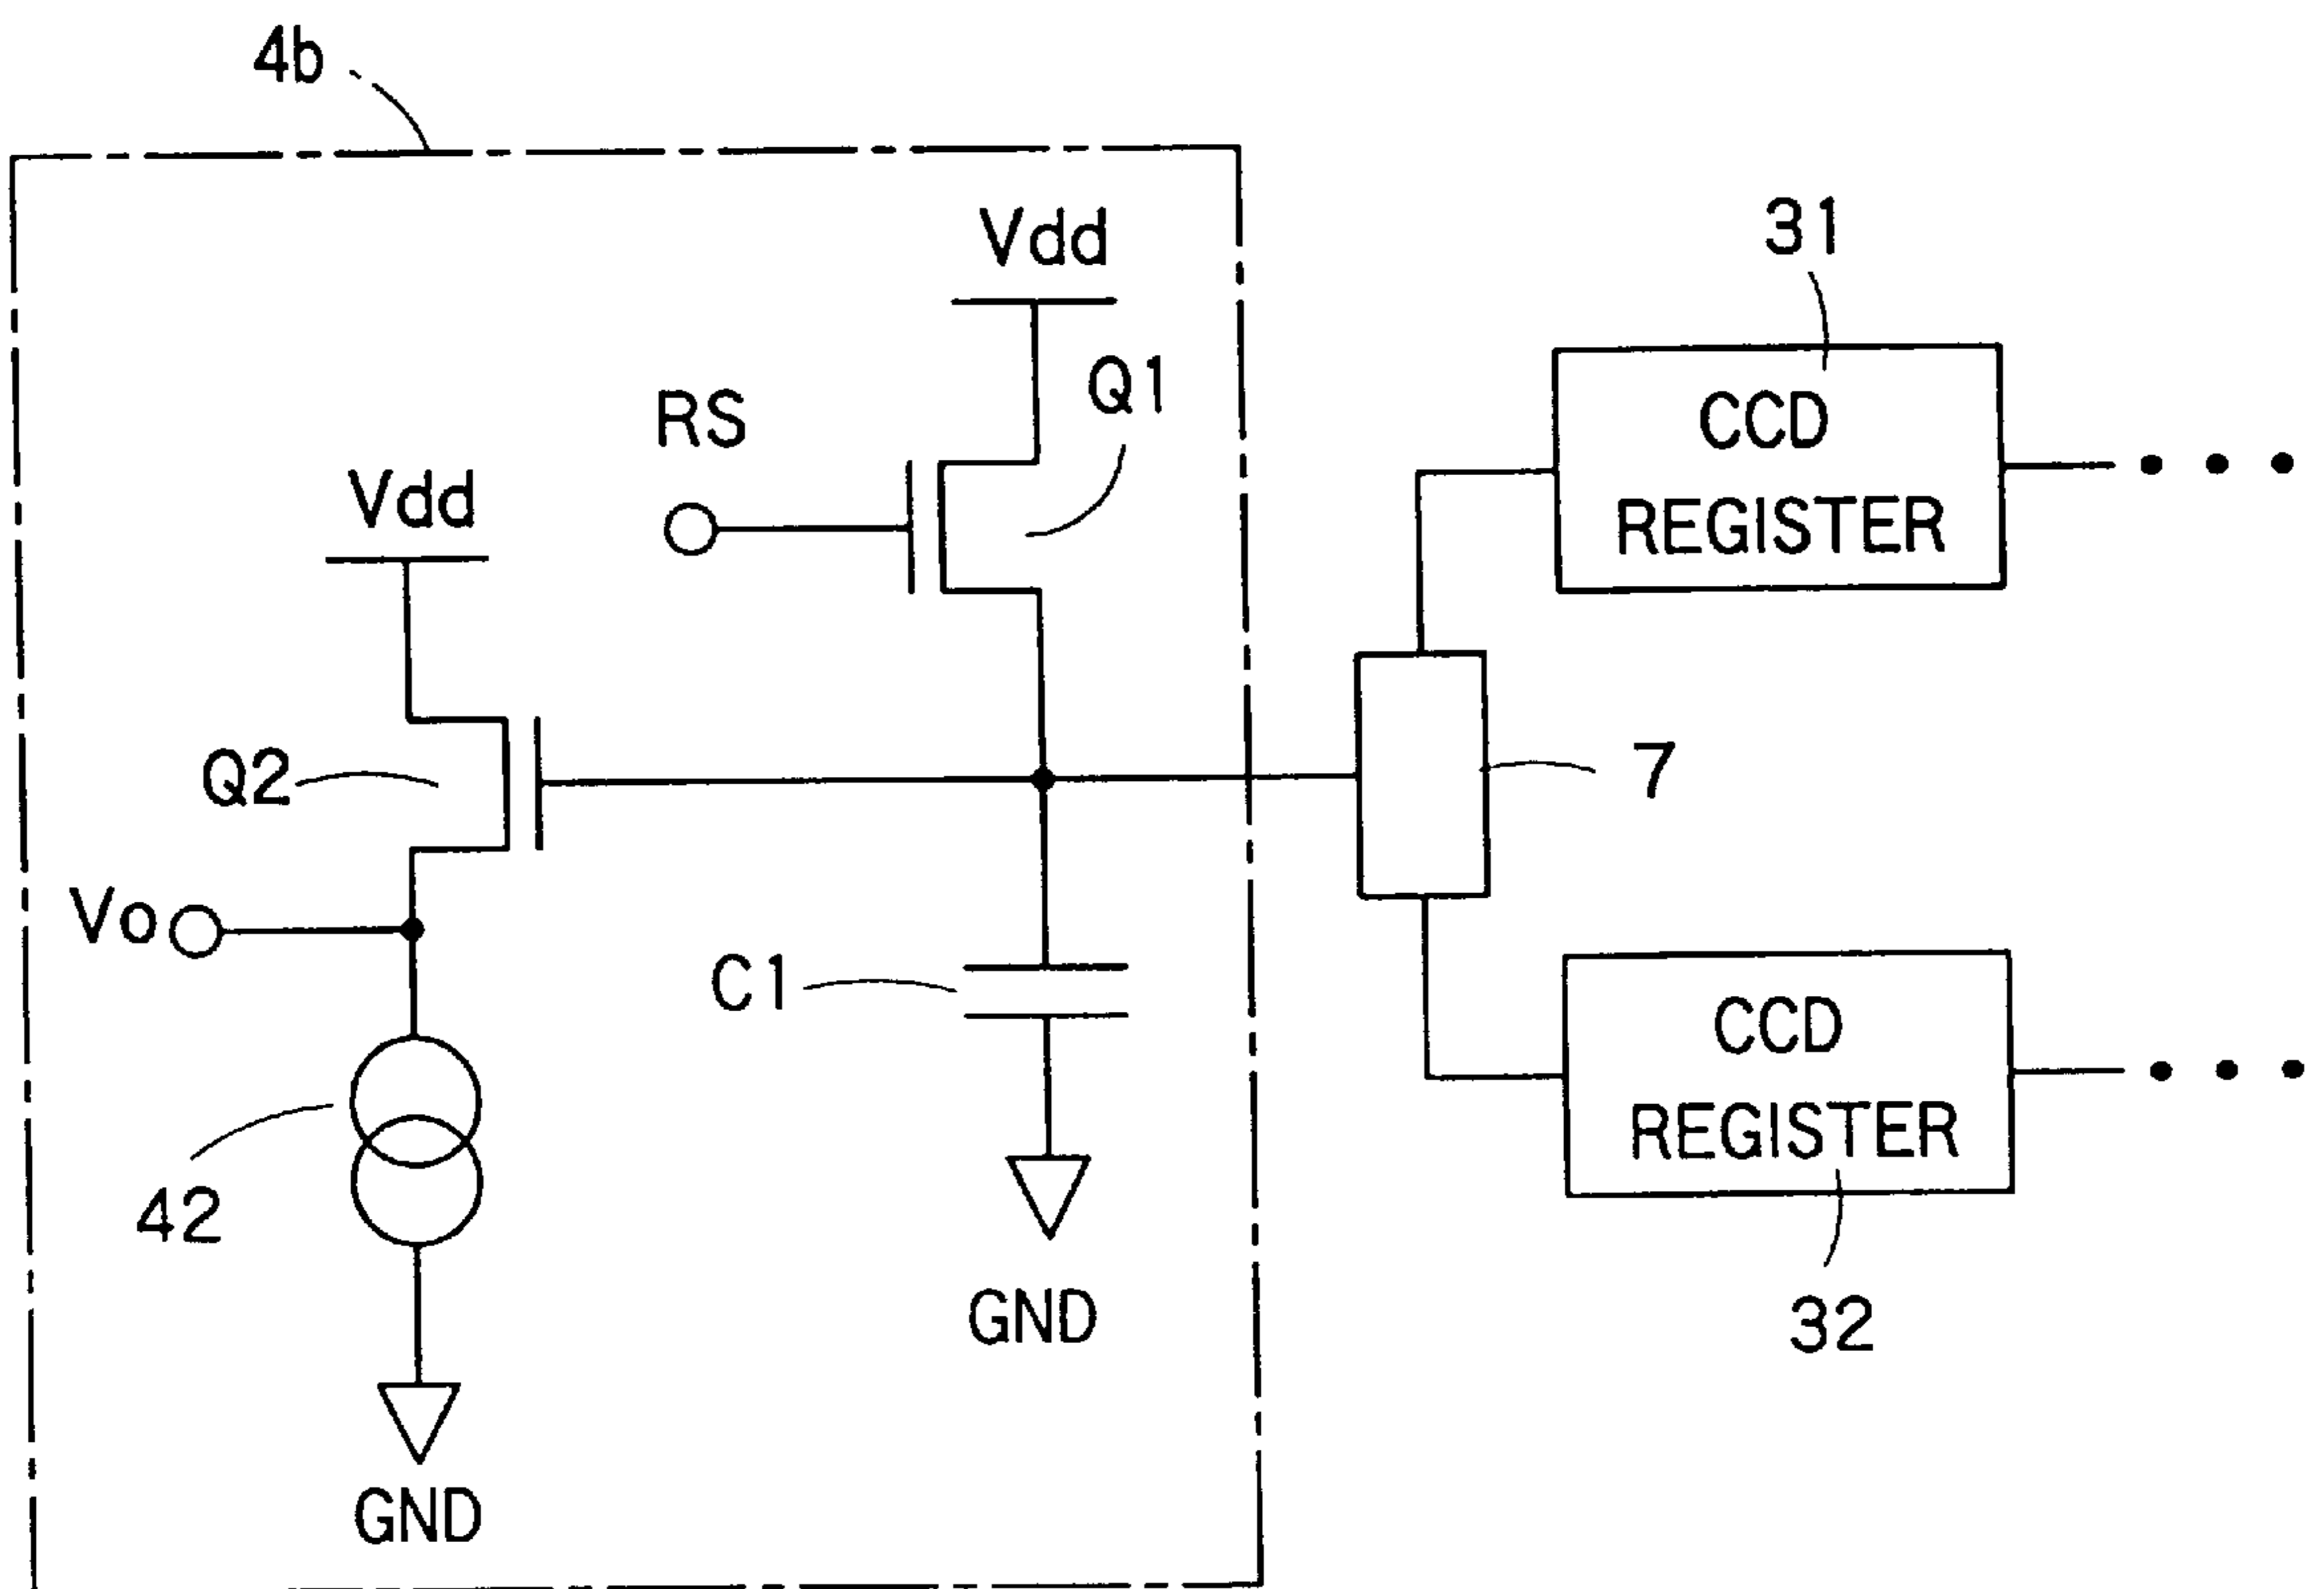 4b
Vdd
31
Q1
RS
CCD
REGISTER
Vdd
7
Q2
Vo
C1
CCD
REGISTER
42
GND
32
GND